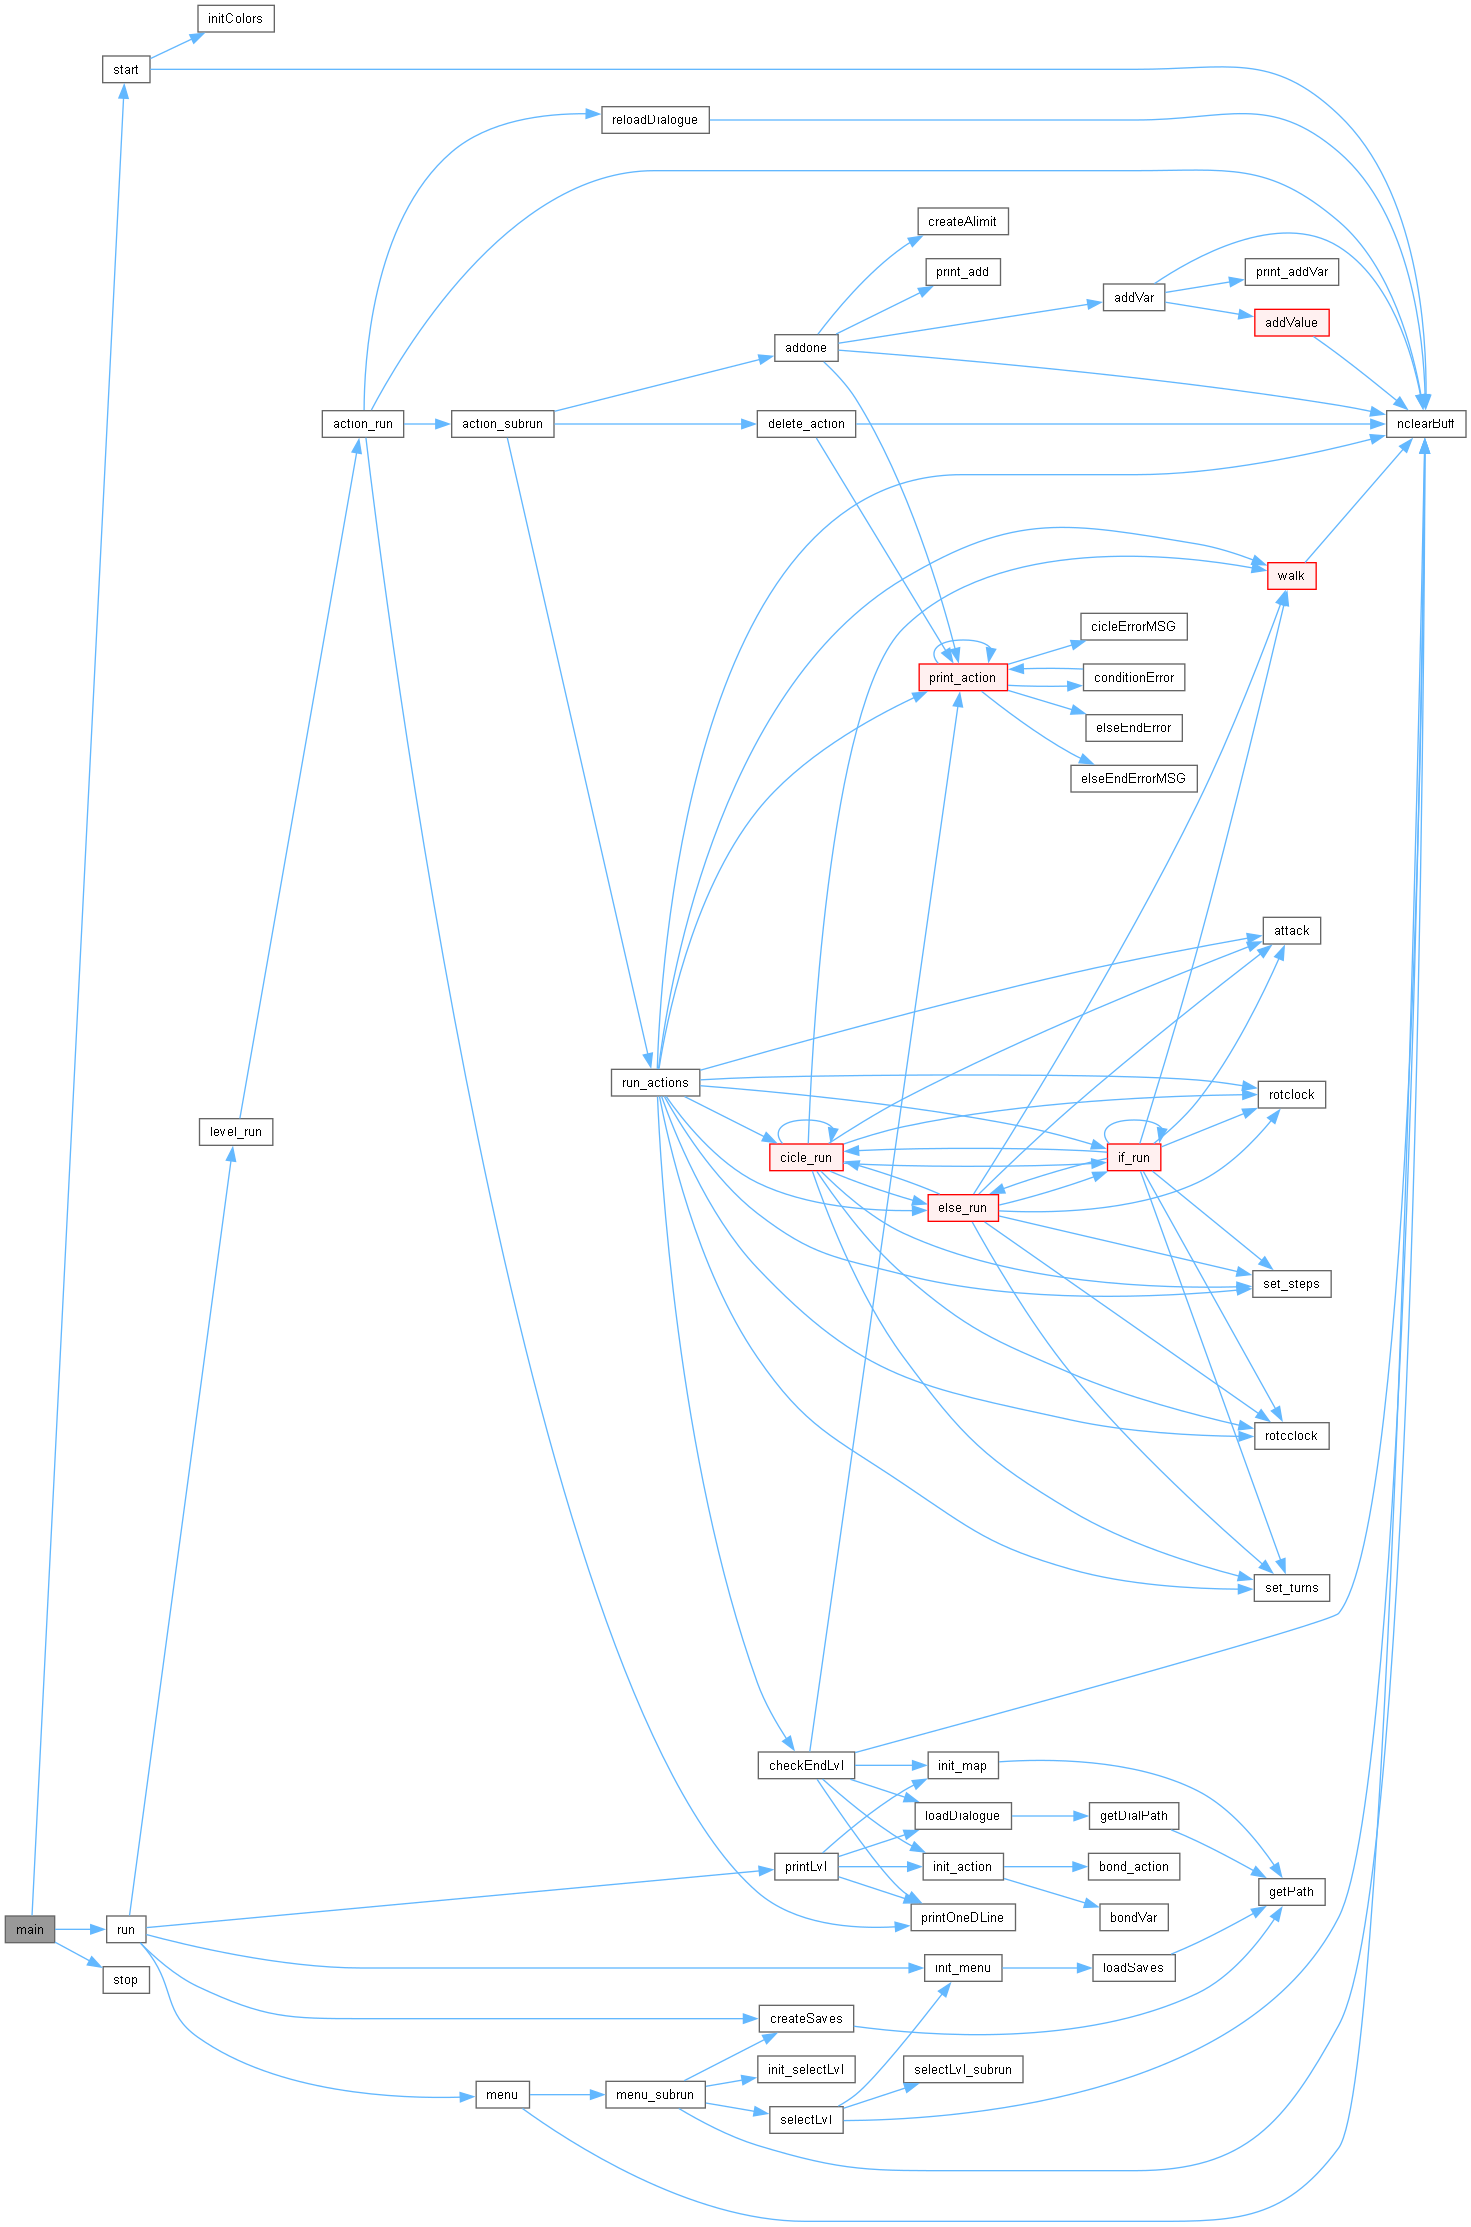 initColors
start
reloadDialogue
createAlimit
print_add
print_addVar
addVar
addValue
addone
action_run
action_subrun
delete_action
nclearBuff
walk
cicleErrorMSG
print_action
conditionError
elseEndError
elseEndErrorMSG
attack
run_actions
rotclock
level_run
cicle_run
if_run
else_run
set_steps
rotcclock
set_turns
checkEndLvl
init_map
loadDialogue
getDialPath
printLvl
init_action
bond_action
getPath
printOneDLine
bondVar
main
run
init_menu
loadSaves
stop
createSaves
init_selectLvl
selectLvl_subrun
menu
menu_subrun
selectLvl